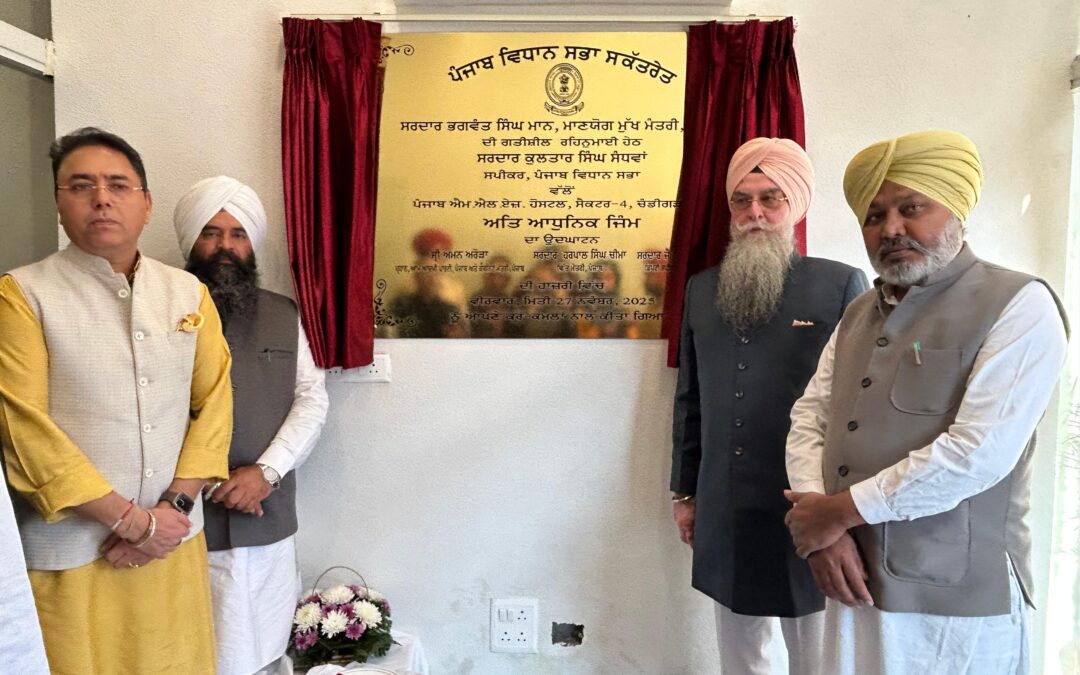 ਪੰਜਾਬ ਵਿਧਾਨ ਸਭਾ ਸਕੱਤਰੇਤ
ਸਰਦਾਰ ਭਗਵੰਤ ਸਿੰਘ ਮਾਨ, ਮਾਣਯੋਗ ਮੁੱਖ ਮੰਤਰੀ,
ਦੀ ਗਤੀਸ਼ੀਲ ਰਹਿਨੁਮਾਈ ਹੇਠ
ਸਰਦਾਰ ਕੁਲਤਾਰ ਸਿੰਘ ਸੰਧਵਾਂ
ਸਪੀਕਰ, ਪੰਜਾਬ ਵਿਧਾਨ ਸਭਾ
ਵੱਲੋਂ
ਪੰਜਾਬ ਐਮ.ਐਲ.ਏਜ਼. ਹੋਸਟਲ, ਸੈਕਟਰ-4, ਚੰਡੀਗੜ
ਅਤਿ ਆਧੁਨਿਕ ਜਿੰਮ
ਦਾ ਉਦਘਾਟਨ
ਸ੍ਰੀ ਅਮਨ ਅਰੋੜਾ ਸਰਦਾਰ ਹਰਪਾਲ ਸਿੰਘ ਚੀਮਾ ਸਰਦਾਰ
ਵਿੱਤ ਮੰਤਰੀ, ਪੰਜਾਬ
ਦੀ ਹਾਜ਼ਰੀ ਵਿੱਚ
ਵੀਰਵਾਰ, ਮਿਤੀ 27 ਨਵੰਬਰ, 2025
ਨੂੰ ਆਪਣੇ ਕਰ-ਕਮਲਾਂ ਨਾਲ ਕੀਤਾ ਗਿਆ